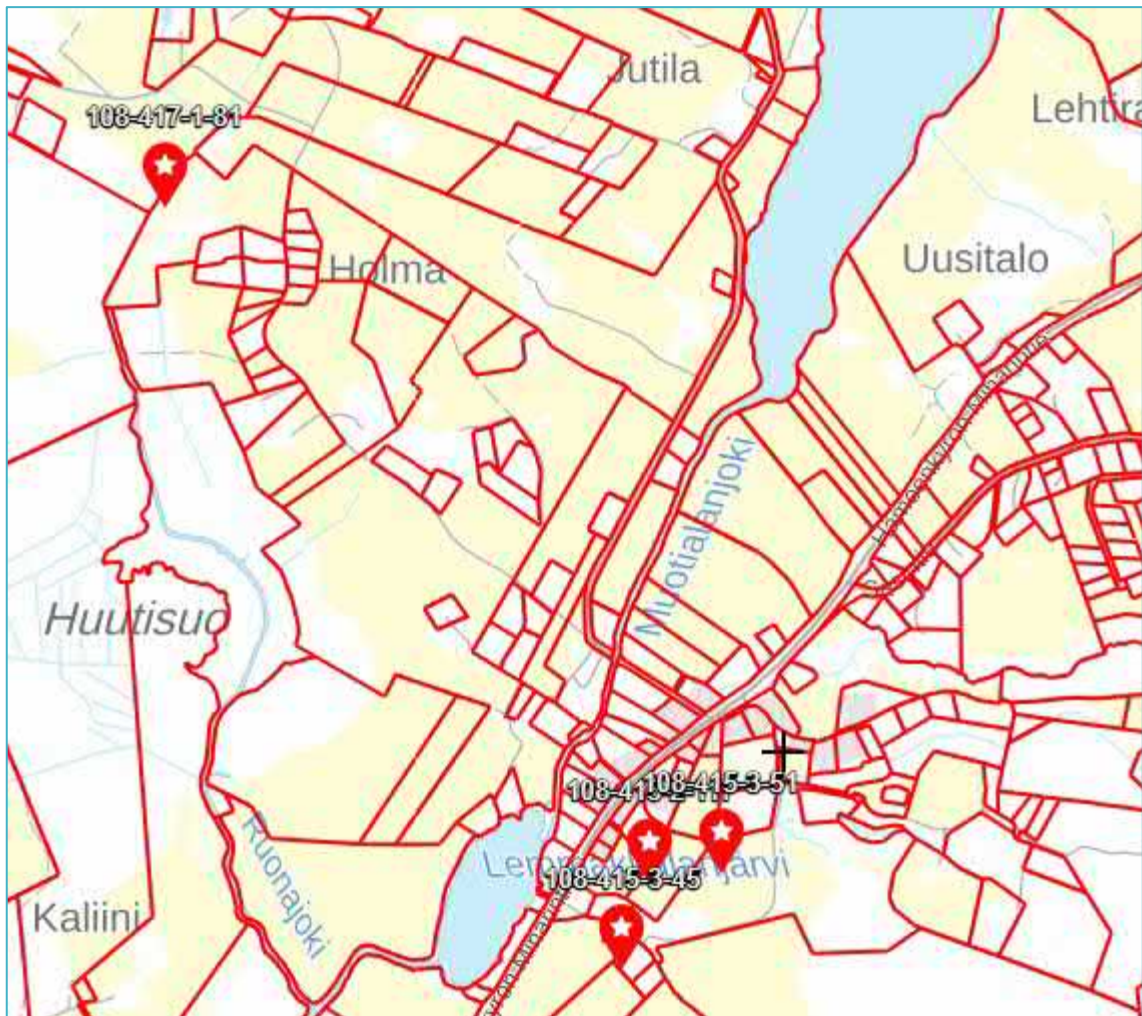 Jutila
Lehtira
108-417-1-81
Uusitalo
Holma
Muotialanjoki
Huutisuo
108-415-3-51
108-415-3-45
Ruonajoki
Kaliini